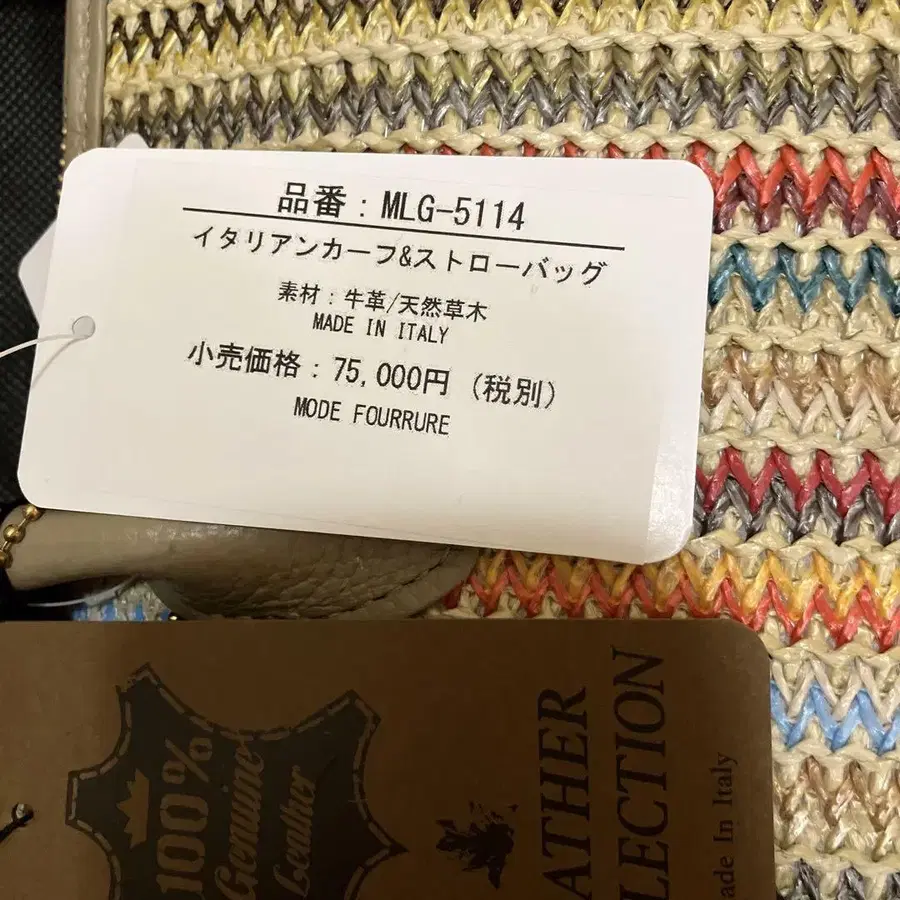 品番：MLG-5114
イタリアンカーフ&ストローバッグ
素材：牛革/天然草木
MADE IN ITALY
小売価格：75,000円（税別）
MODE FOURRURE
100%
Genuine
Leather
ATHER
LECTION
ade In Italy